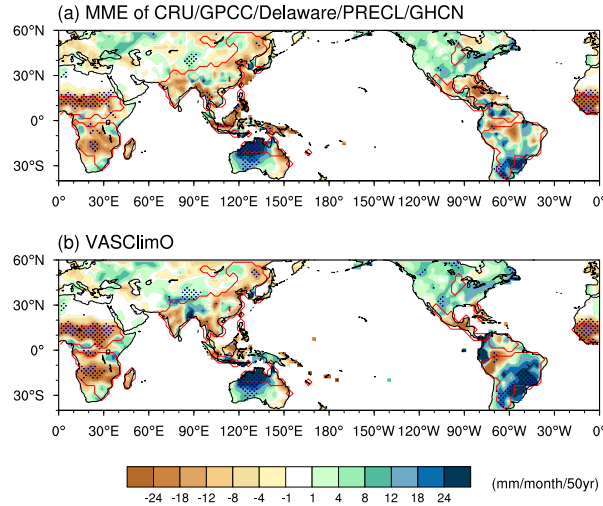 (a) MME of CRU/GPCC/Delaware/PRECL/GHCN
60°N
30°N
0°
30°S
0° 30°E 60°E 90°E 120°E 150°E 180° 150°W 120°W 90°W 60°W 30°W 0°
(b) VASClimO
60°N
30°N
0°
30°S
0° 30°E 60°E 90°E 120°E 150°E 180° 150°W 120°W 90°W 60°W 30°W 0°
-24 -18 -12 -8 -4 -1 1 4 8 12 18 24 (mm/month/50yr)